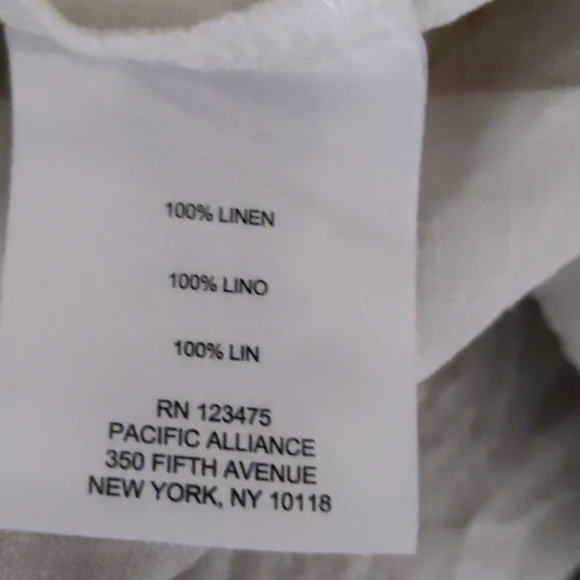 100% LINEN
100% LINO
100% LIN
RN 123475
PACIFIC ALLIANCE
350 FIFTH AVENUE
NEW YORK, NY 10118